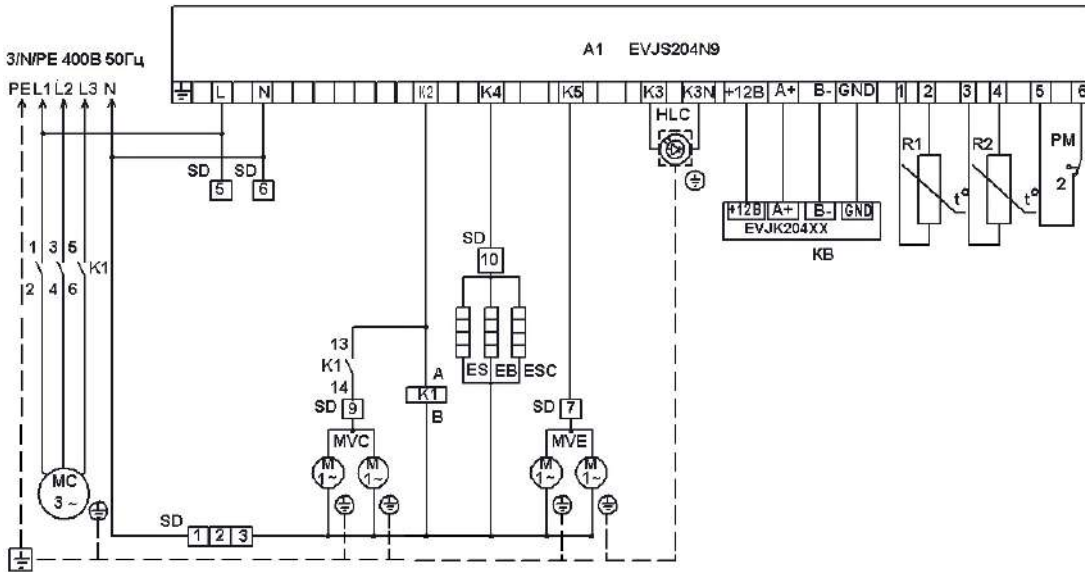 A1 EVJS204N9
3/N/PE 400В 50Гц
PE L1 L2 L3 N
L N K2 K4 K5 K3 K3N +12В A+ B- GND 1 2 3 4 5 6
HLC
R1 R2 PM
2
t° t°
SD SD
5 6
+12В A+ B- GND
EVJK204XX
KB
SD
10
1 3 5
K1
2 4 6
13
K1
14
A
K1
B
ES EB ESC
SD 9
SD 7
MVC
MVE
M 1~ M 1~ M 1~ M 1~
MC
3 ~
SD
1 2 3